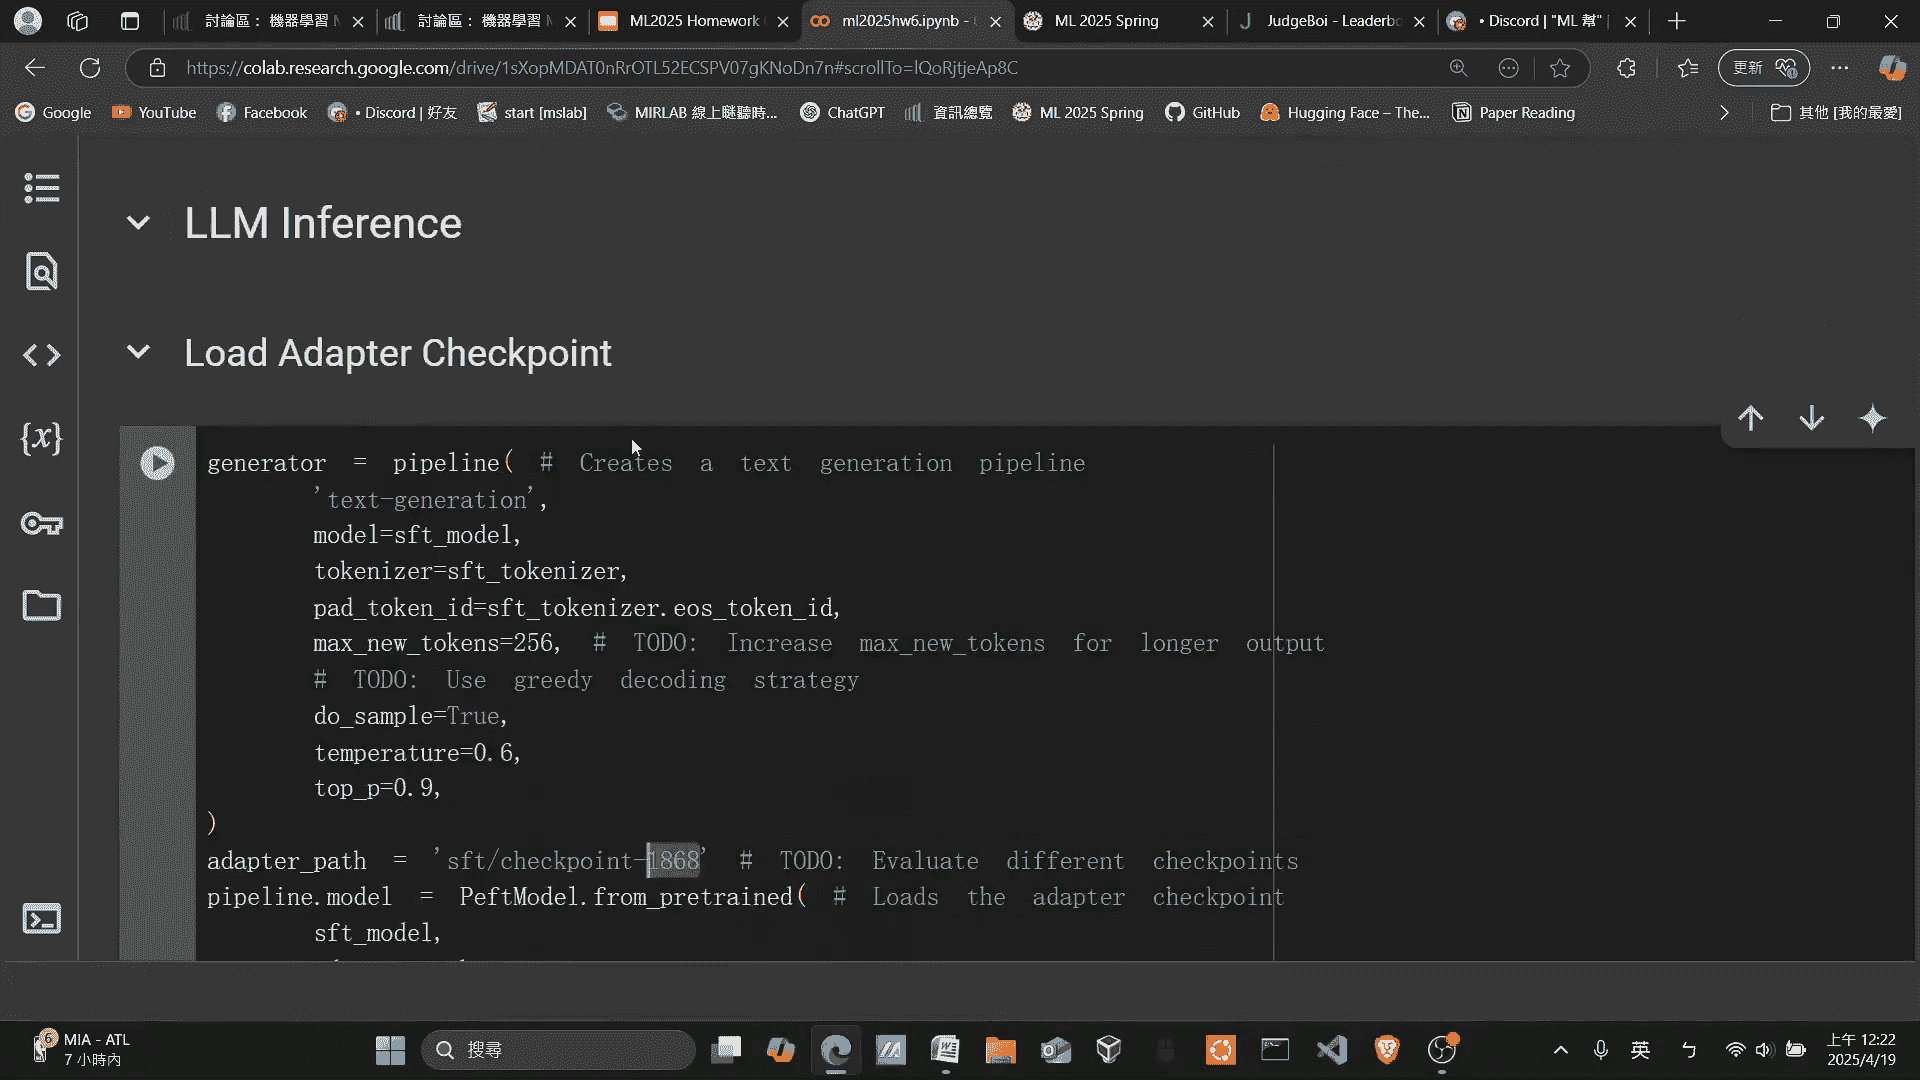 討論區： 機器學習
討論區： 機器學習
ML2025 Homework
ml2025hw6.ipynb -
ML 2025 Spring
JudgeBoi - Leaderbo
• Discord | "ML 幫"
https://colab.research.google.com/drive/1sXopMDAT0nRrOTL52ECSPV07gKNoDn7n#scrollTo=lQoRjtjeAp8C
更新
Google
YouTube
Facebook
• Discord | 好友
start [mslab]
MIRLAB 線上瞇聽時...
ChatGPT
資訊總覽
ML 2025 Spring
GitHub
Hugging Face – The...
Paper Reading
其他 [我的最愛]
LLM Inference
Load Adapter Checkpoint
generator = pipeline( # Creates a text generation pipeline
'text-generation',
model=sft_model,
tokenizer=sft_tokenizer,
pad_token_id=sft_tokenizer.eos_token_id,
max_new_tokens=256, # TODO: Increase max_new_tokens for longer output
# TODO: Use greedy decoding strategy
do_sample=True,
temperature=0.6,
top_p=0.9,
)
adapter_path = 'sft/checkpoint-1868' # TODO: Evaluate different checkpoints
pipeline.model = PeftModel.from_pretrained( # Loads the adapter checkpoint
sft_model,
MIA - ATL
7 小時內
搜尋
英
上午 12:22
2025/4/19